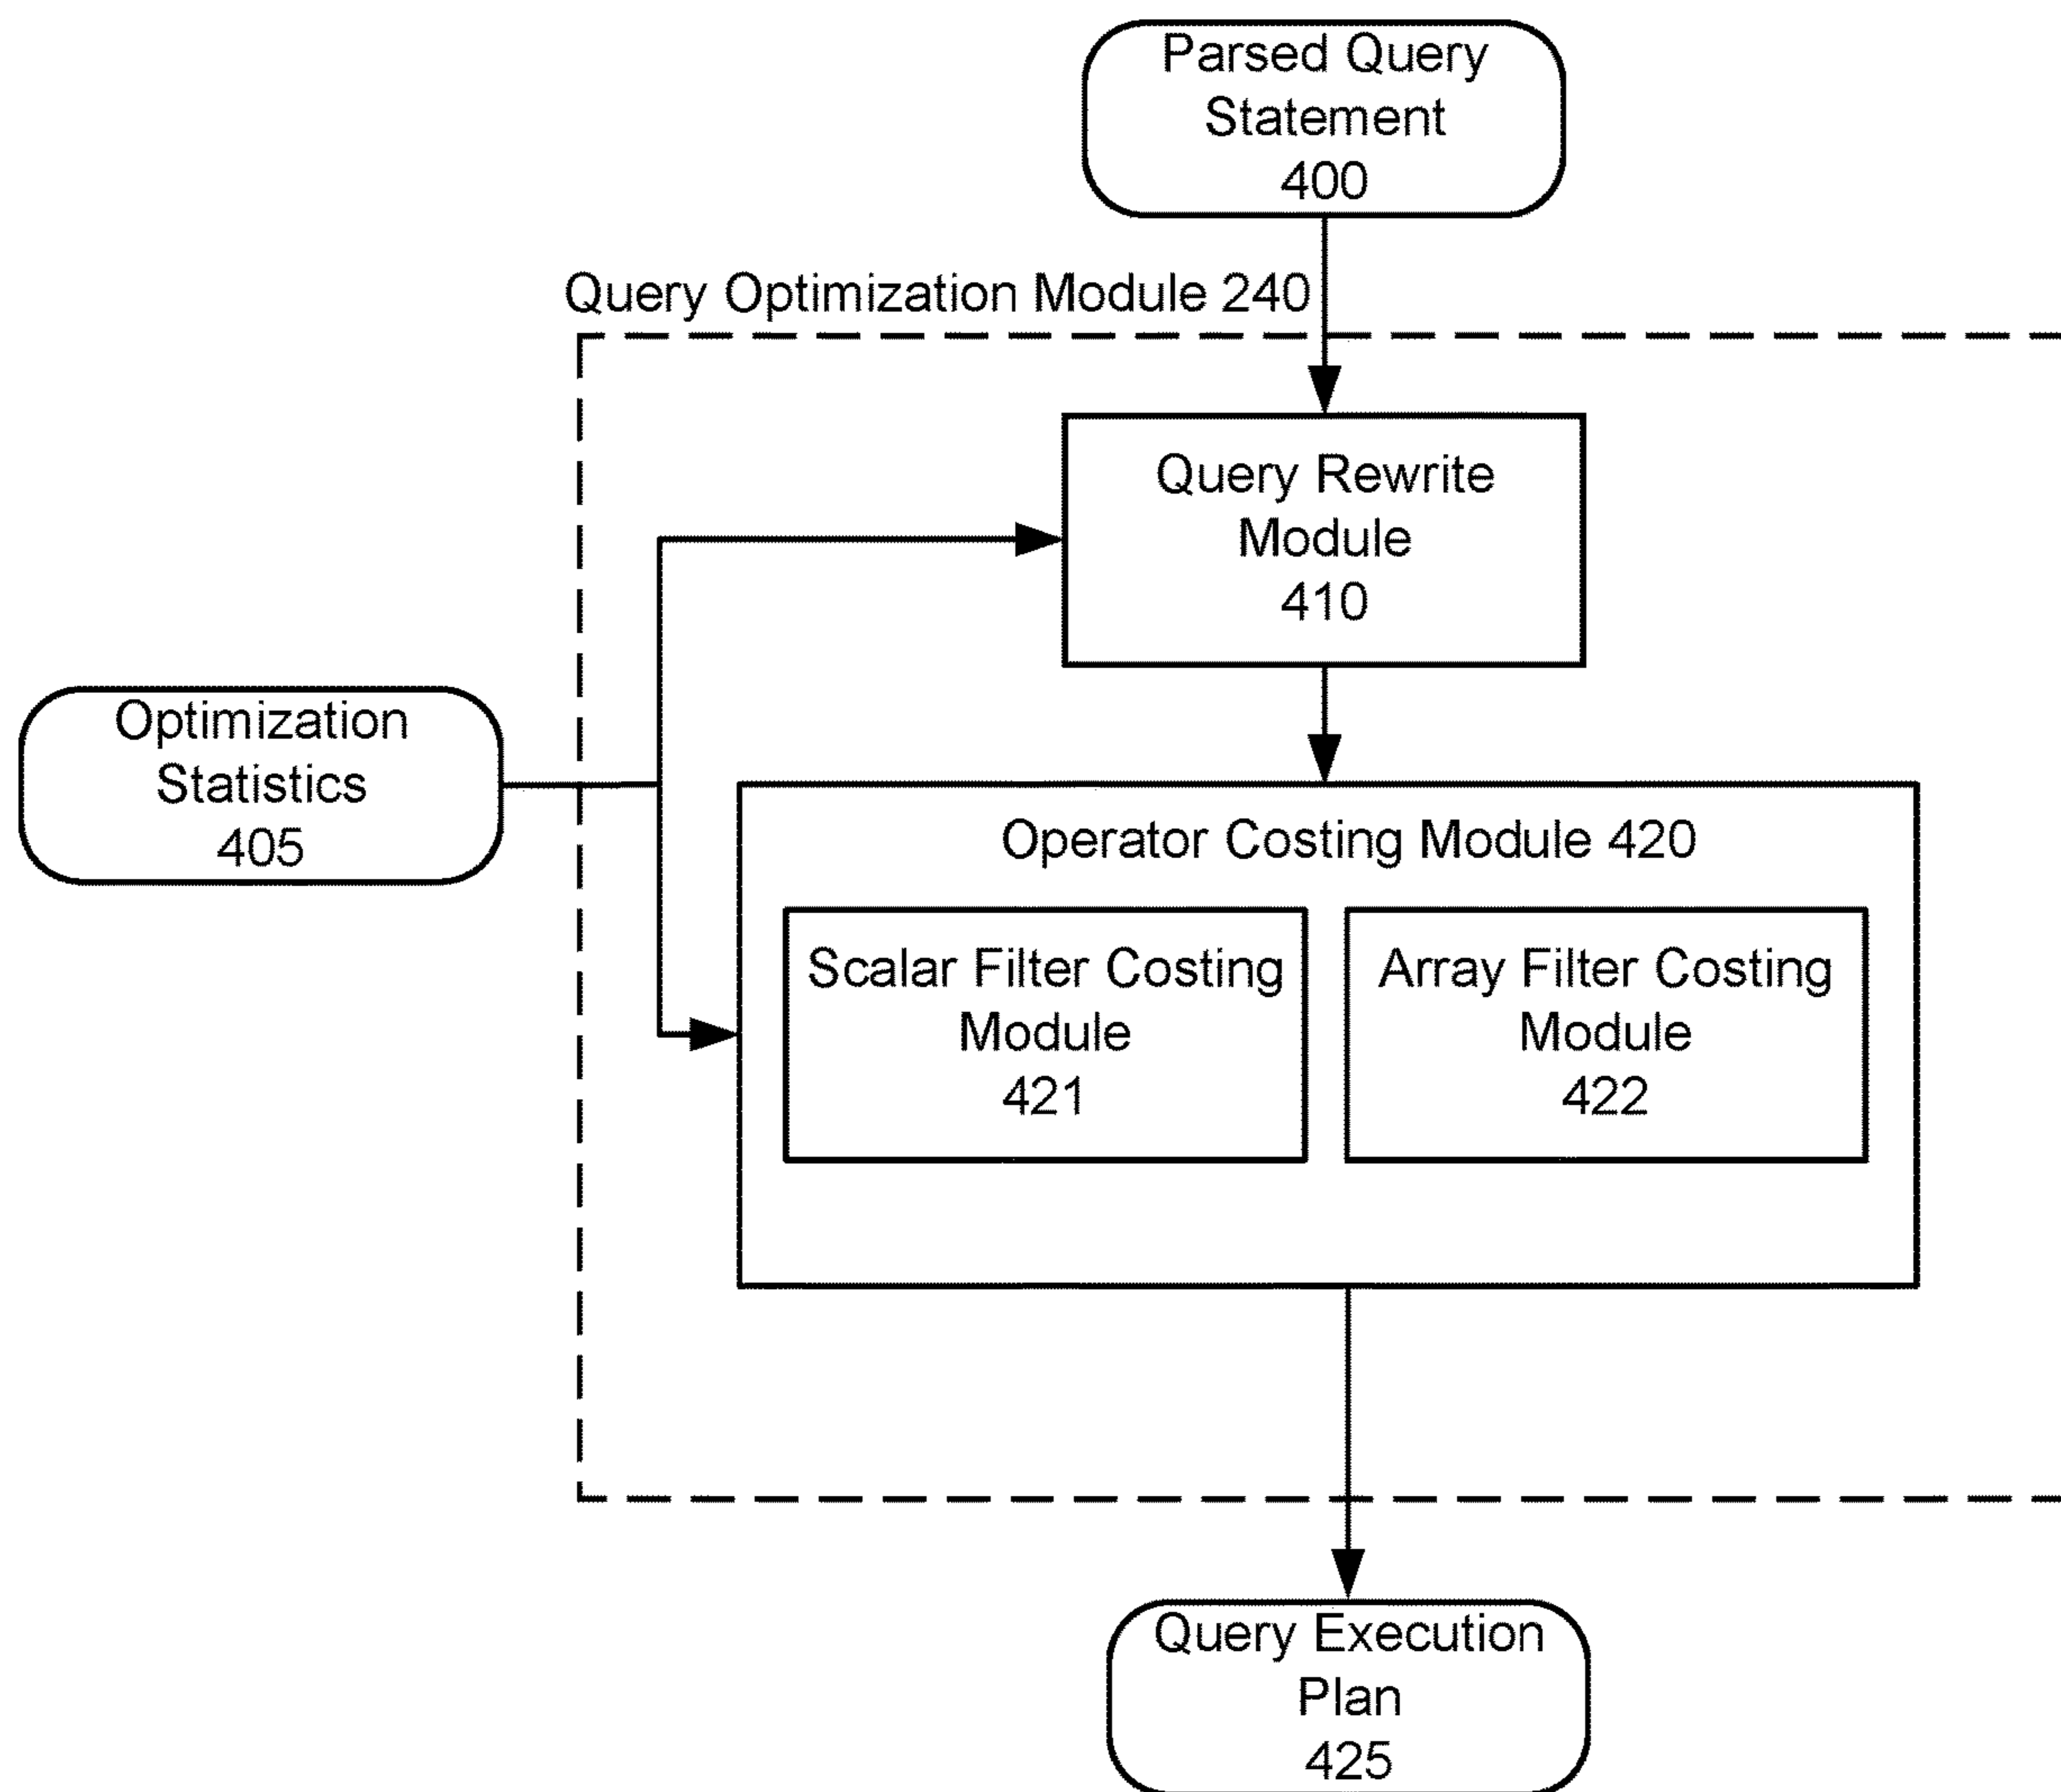 Parsed Query
Statement
400
Query Optimization Module 240
Query Rewrite
Module
410
Optimization
Statistics
405
Operator Costing Module 420
Scalar Filter Costing
Module
421
Array Filter Costing
Module
422
Query Execution
Plan
425